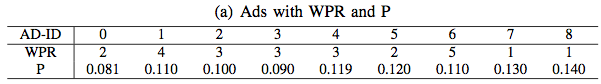 (a) Ads with WPR and P
AD-ID 0 1 2 3 4 5 6 7 8
WPR 2 4 3 3 3 2 5 1 1
P 0.081 0.110 0.100 0.090 0.119 0.120 0.110 0.130 0.140